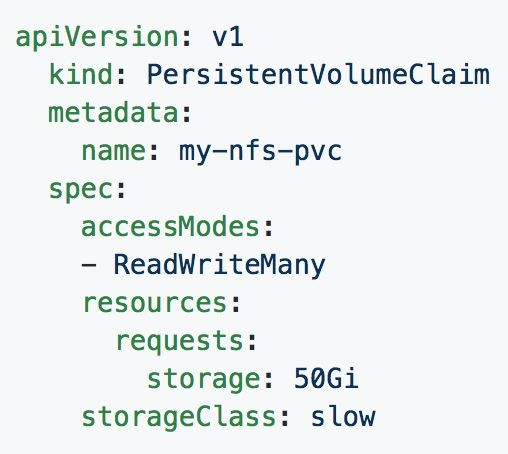 apiVersion: v1
  kind: PersistentVolumeClaim
  metadata:
    name: my-nfs-pvc
  spec:
    accessModes:
    - ReadWriteMany
    resources:
      requests:
        storage: 50Gi
    storageClass: slow